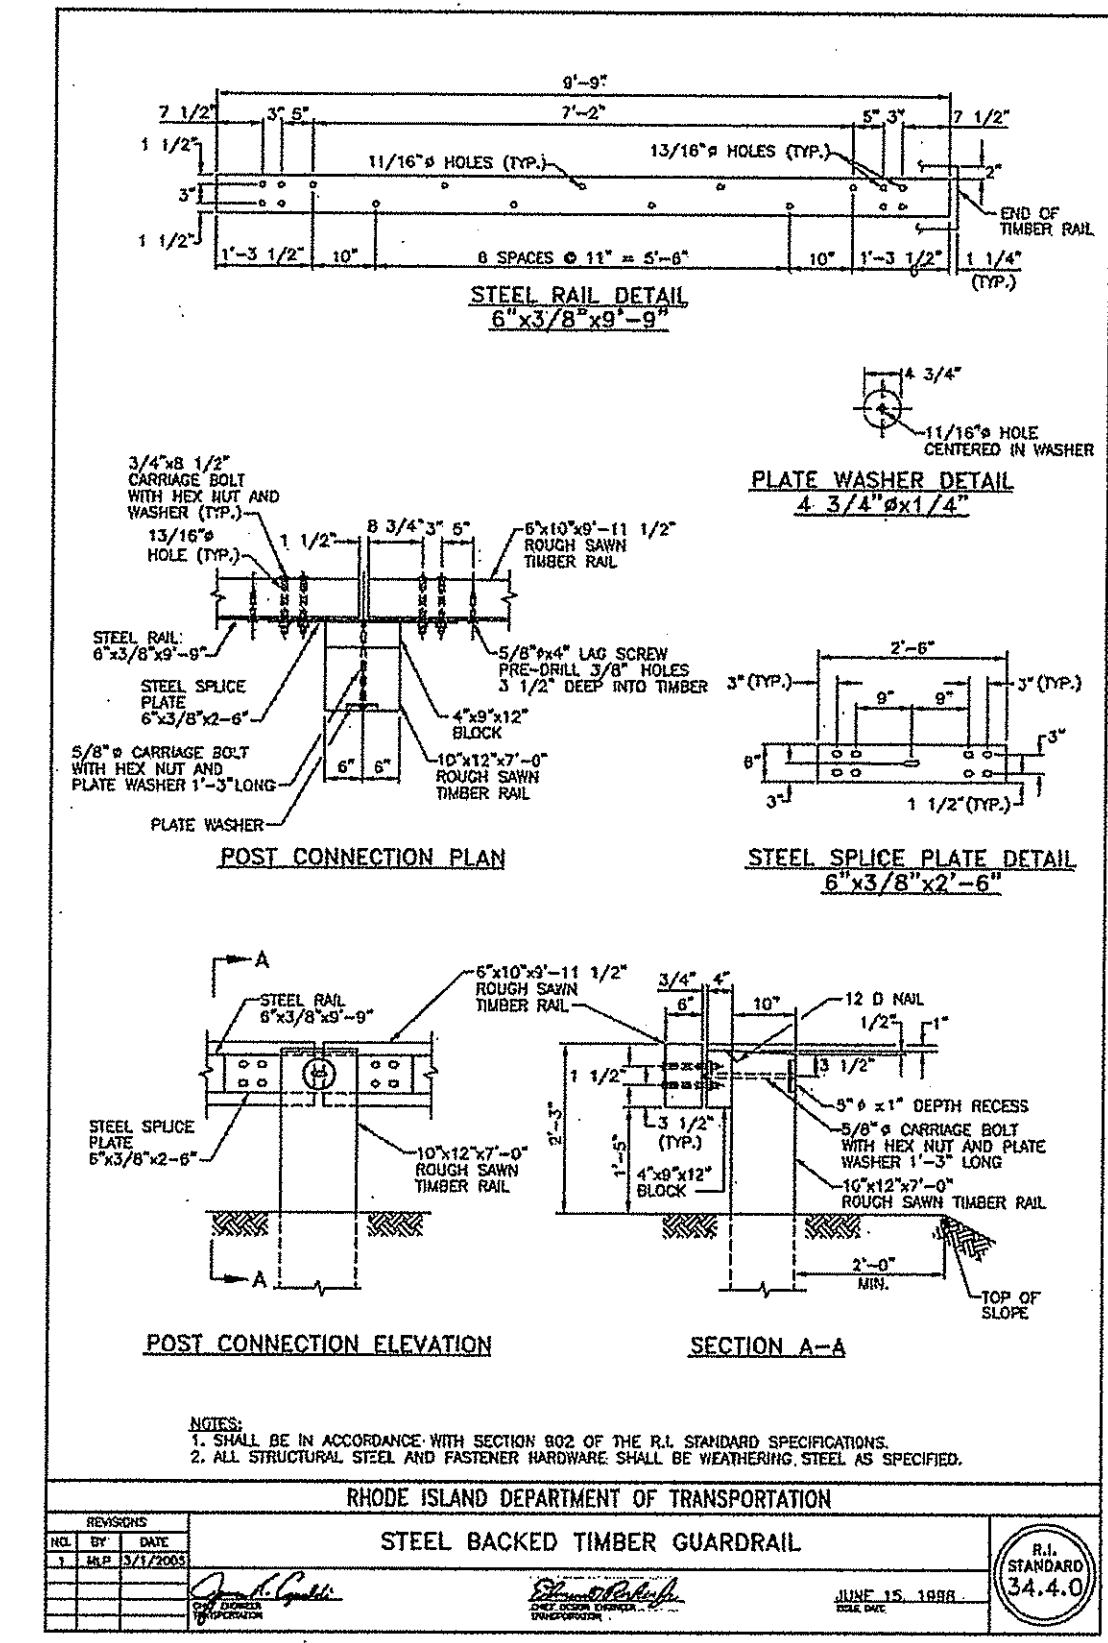 9'-9"
7 1/2"
3"
5"
7'-2"
5"
3"
7 1/2"
1 1/2"
11/16"ø HOLES (TYP.)
13/16"ø HOLES (TYP.)
2"
3"
END OF
TIMBER RAIL
1 1/2"
1'-3 1/2"
10"
6 SPACES @ 11" = 5'-6"
10"
1'-3 1/2"
1 1/4"
(TYP.)
STEEL RAIL DETAIL
6"x3/8"x9'-9"
4 3/4"
11/16"ø HOLE
CENTERED IN WASHER
PLATE WASHER DETAIL
4 3/4"Øx1/4"
3/4"x8 1/2"
CARRIAGE BOLT
WITH HEX NUT AND
WASHER (TYP.)
13/16"ø
HOLE (TYP.)
1 1/2"
8 3/4"
3"
5"
6"x10"x9'-11 1/2"
ROUGH SAWN
TIMBER RAIL
STEEL RAIL
6"x3/8"x9'-9"
STEEL SPLICE
PLATE
6"x3/8"x2-6"
5/8"øx4" LAG SCREW
PRE-DRILL 3/8" HOLES
3 1/2" DEEP INTO TIMBER
4"x9"x12"
BLOCK
5/8"ø CARRIAGE BOLT
WITH HEX NUT AND
PLATE WASHER 1'-3"LONG
6"
6"
10"x12"x7'-0"
ROUGH SAWN
TIMBER RAIL
PLATE WASHER
POST CONNECTION PLAN
2'-6"
3"(TYP.)
9"
9"
3"(TYP.)
6"
3"
3"
1 1/2"(TYP.)
STEEL SPLICE PLATE DETAIL
6"x3/8"x2'-6"
A
STEEL RAIL
6"x3/8"x9'-9"
6"x10"x9'-11 1/2"
ROUGH SAWN
TIMBER RAIL
STEEL SPLICE
PLATE
6"x3/8"x2-6"
10"x12"x7'-0"
ROUGH SAWN
TIMBER RAIL
A
POST CONNECTION ELEVATION
3/4"
4"
6"
10"
12 D NAIL
1/2"
1"
1 1/2"
3 1/2"
2'-3"
1'-5"
3 1/2"
(TYP.)
4"x9"x12"
BLOCK
5"ø x1" DEPTH RECESS
5/8"ø CARRIAGE BOLT
WITH HEX NUT AND PLATE
WASHER 1'-3" LONG
10"x12"x7'-0"
ROUGH SAWN TIMBER RAIL
2'-0"
MIN.
TOP OF
SLOPE
SECTION A-A
NOTES:
1. SHALL BE IN ACCORDANCE WITH SECTION 902 OF THE R.I. STANDARD SPECIFICATIONS.
2. ALL STRUCTURAL STEEL AND FASTENER HARDWARE SHALL BE WEATHERING STEEL AS SPECIFIED.
RHODE ISLAND DEPARTMENT OF TRANSPORTATION
REVISIONS
NO. BY DATE
1 MLP 3/1/2005
STEEL BACKED TIMBER GUARDRAIL
CHIEF ENGINEER
TRANSPORTATION
CHIEF DESIGN ENGINEER
TRANSPORTATION
JUNE 15, 1998
ISSUE DATE
R.I.
STANDARD
34.4.0